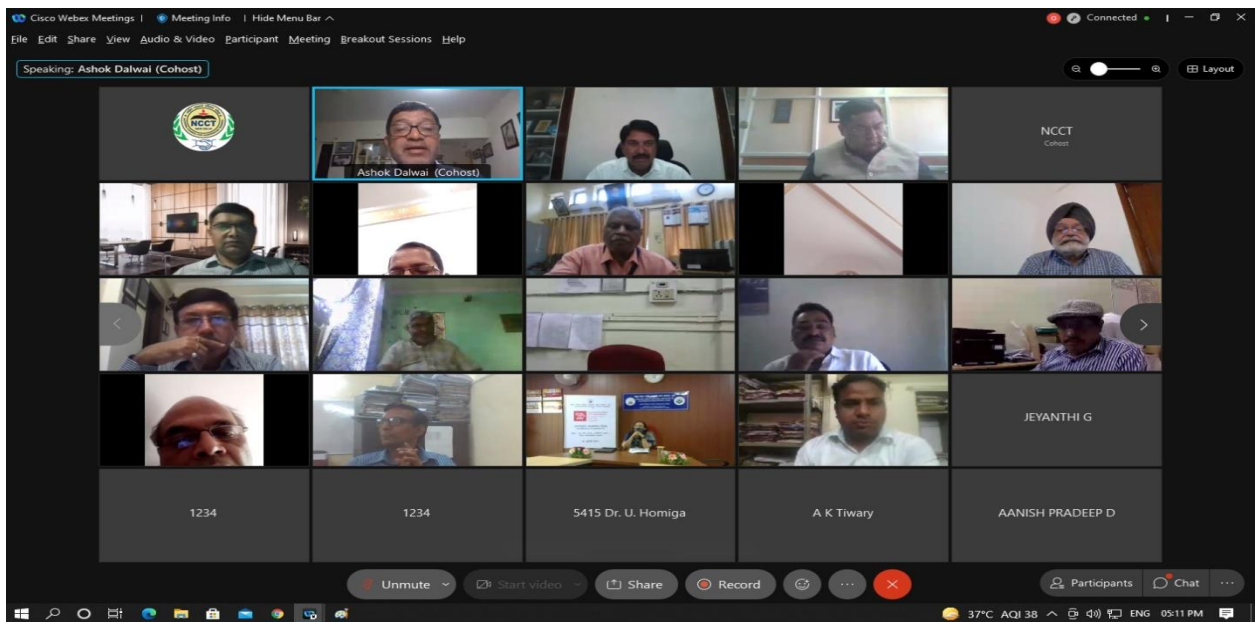 Cisco Webex Meetings | Meeting Info | Hide Menu Bar
Connected
File Edit Share View Audio & Video Participant Meeting Breakout Sessions Help
Speaking: Ashok Dalwai (Cohost)
Layout
NCCT
Ashok Dalwai (Cohost)
NCCT
Cohost
JEYANTHI G
1234
1234
5415 Dr. U. Homiga
A K Tiwary
AANISH PRADEEP D
Unmute
Start video
Share
Record
Participants
Chat
37°C AQI 38
ENG
05:11 PM